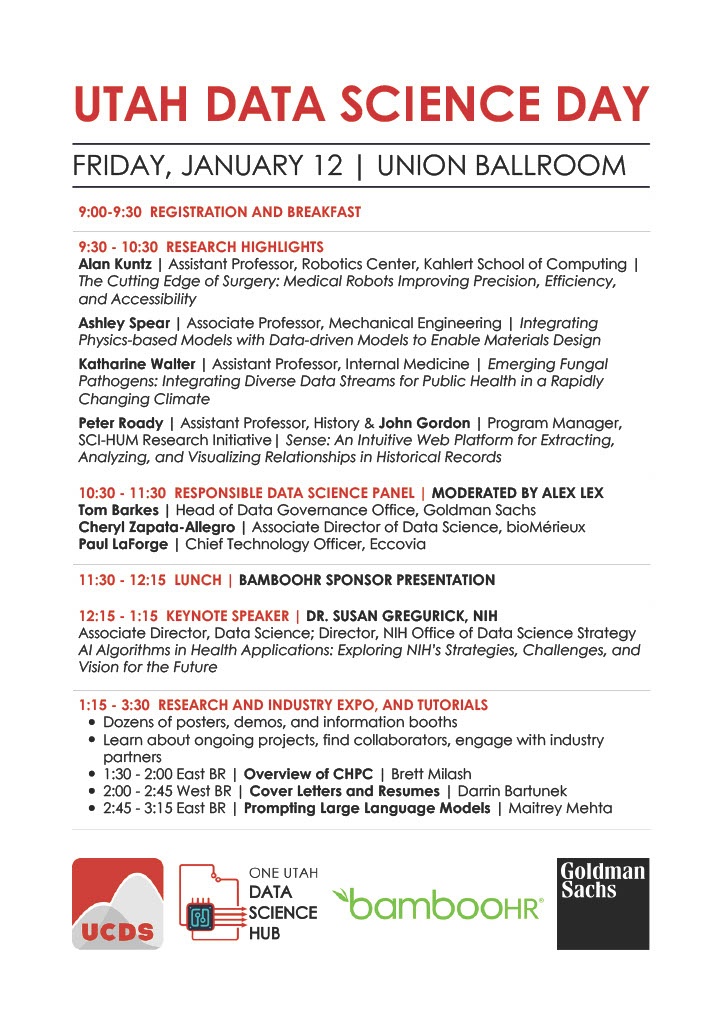 UTAH DATA SCIENCE DAY
FRIDAY, JANUARY 12 | UNION BALLROOM
9:00-9:30 REGISTRATION AND BREAKFAST
9:30 - 10:30 RESEARCH HIGHLIGHTS
Alan Kuntz | Assistant Professor, Robotics Center, Kahlert School of Computing |
The Cutting Edge of Surgery: Medical Robots Improving Precision, Efficiency,
and Accessibility
Ashley Spear | Associate Professor, Mechanical Engineering | Integrating
Physics-based Models with Data-driven Models to Enable Materials Design
Katharine Walter | Assistant Professor, Internal Medicine | Emerging Fungal
Pathogens: Integrating Diverse Data Streams for Public Health in a Rapidly
Changing Climate
Peter Roady | Assistant Professor, History & John Gordon | Program Manager,
SCI-HUM Research Initiative| Sense: An Intuitive Web Platform for Extracting,
Analyzing, and Visualizing Relationships in Historical Records
10:30 - 11:30 RESPONSIBLE DATA SCIENCE PANEL | MODERATED BY ALEX LEX
Tom Barkes | Head of Data Governance Office, Goldman Sachs
Cheryl Zapata-Allegro | Associate Director of Data Science, bioMérieux
Paul LaForge | Chief Technology Officer, Eccovia
11:30 - 12:15 LUNCH | BAMBOOHR SPONSOR PRESENTATION
12:15 - 1:15 KEYNOTE SPEAKER | DR. SUSAN GREGURICK, NIH
Associate Director, Data Science; Director, NIH Office of Data Science Strategy
AI Algorithms in Health Applications: Exploring NIH's Strategies, Challenges, and
Vision for the Future
1:15 - 3:30 RESEARCH AND INDUSTRY EXPO, AND TUTORIALS
• Dozens of posters, demos, and information booths
• Learn about ongoing projects, find collaborators, engage with industry
partners
• 1:30 - 2:00 East BR | Overview of CHPC | Brett Milash
• 2:00 - 2:45 West BR | Cover Letters and Resumes | Darrin Bartunek
• 2:45 - 3:15 East BR | Prompting Large Language Models | Maitrey Mehta
UCDS
ONE UTAH
DATA
SCIENCE
HUB
bambooHR®
Goldman
Sachs